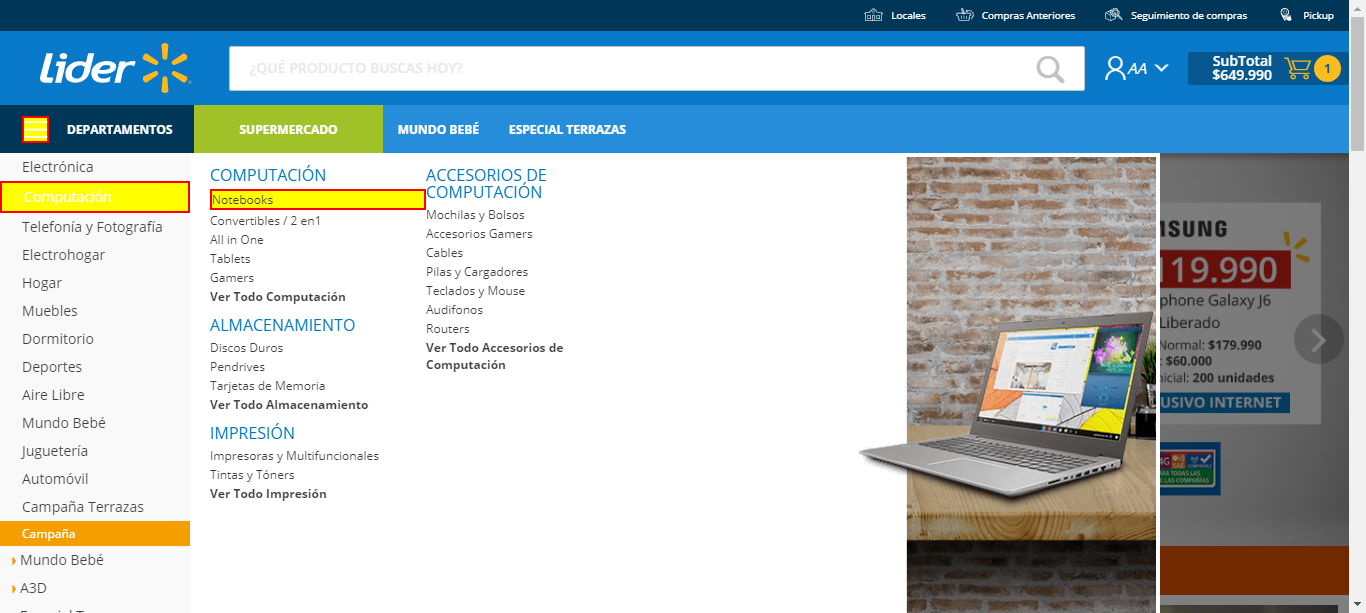 Locales
Compras Anteriores
Seguimiento de compras
Pickup
Lider
¿QUÉ PRODUCTO BUSCAS HOY?
AA
SubTotal
$649.990
1
DEPARTAMENTOS
SUPERMERCADO
MUNDO BEBÉ
ESPECIAL TERRAZAS
Electrónica
Computación
Telefonía y Fotografía
Electrohogar
Hogar
Muebles
Dormitorio
Deportes
Aire Libre
Mundo Bebé
Juguetería
Automóvil
Campaña Terrazas
Campaña
Mundo Bebé
A3D
COMPUTACIÓN
Notebooks
Convertibles / 2 en1
All in One
Tablets
Gamers
Ver Todo Computación
ALMACENAMIENTO
Discos Duros
Pendrives
Tarjetas de Memoria
Ver Todo Almacenamiento
IMPRESIÓN
Impresoras y Multifuncionales
Tintas y Tóners
Ver Todo Impresión
ACCESORIOS DE
COMPUTACIÓN
Mochilas y Bolsos
Accesorios Gamers
Cables
Pilas y Cargadores
Teclados y Mouse
Audifonos
Routers
Ver Todo Accesorios de
Computación
MSUNG
119.990
phone Galaxy J6
Liberado
Normal: $179.990
: $60.000
nicial: 200 unidades
USIVO INTERNET
4G